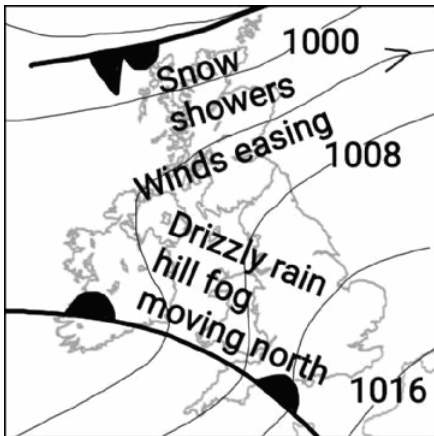 1000
Snow
showers
Winds easing
1008
Drizzly rain
hill fog
moving north
1016